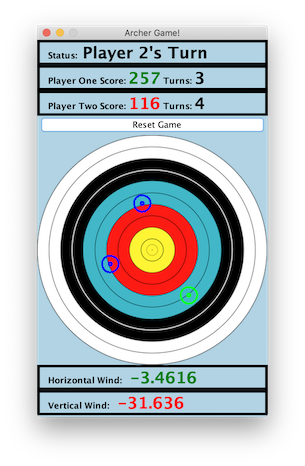 Archer Game!
Status: Player 2's Turn
Player One Score: 257 Turns: 3
Player Two Score: 116 Turns: 4
Reset Game
Horizontal Wind: -3.4616
Vertical Wind: -31.636